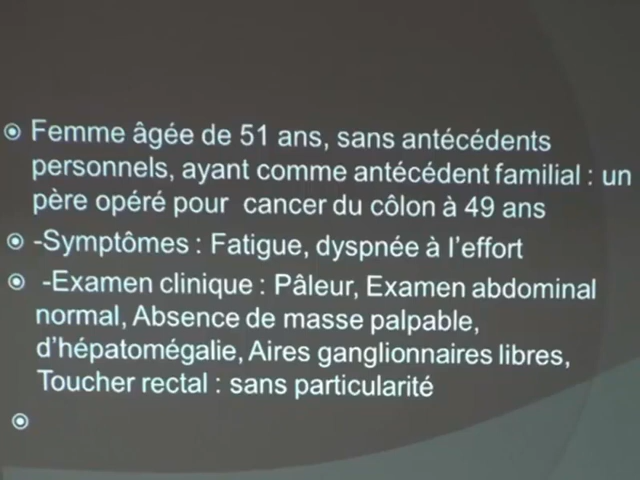 Femme âgée de 51 ans, sans antécédents
personnels, ayant comme antécédent familial : un
père opéré pour cancer du côlon à 49 ans
-Symptômes : Fatigue, dyspnée à l'effort
-Examen clinique : Pâleur, Examen abdominal
normal, Absence de masse palpable,
d'hépatomégalie, Aires ganglionnaires libres,
Toucher rectal : sans particularité